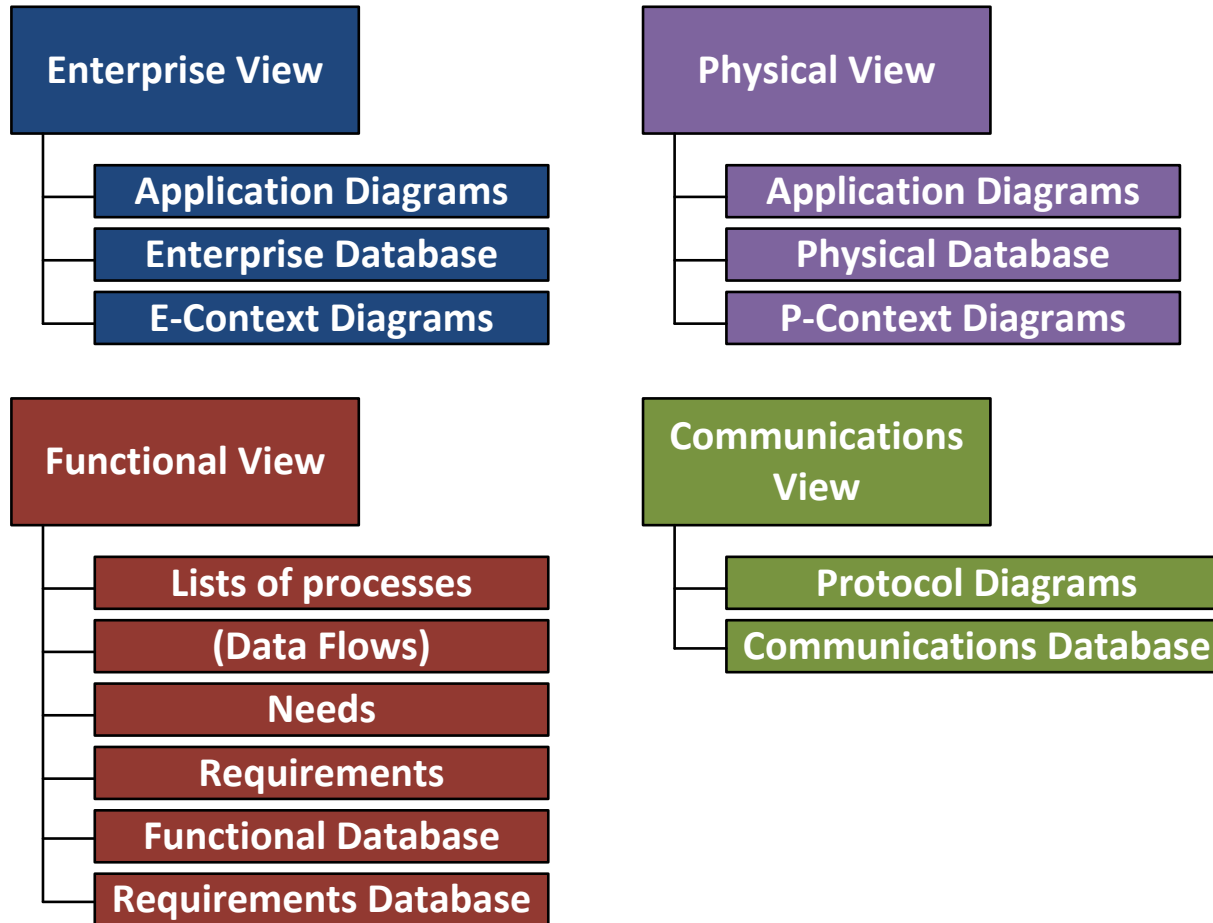 Enterprise View
Application Diagrams
Enterprise Database
E-Context Diagrams
Physical View
Application Diagrams
Physical Database
P-Context Diagrams
Functional View
Lists of processes
(Data Flows)
Needs
Requirements
Functional Database
Requirements Database
Communications
View
Protocol Diagrams
Communications Database